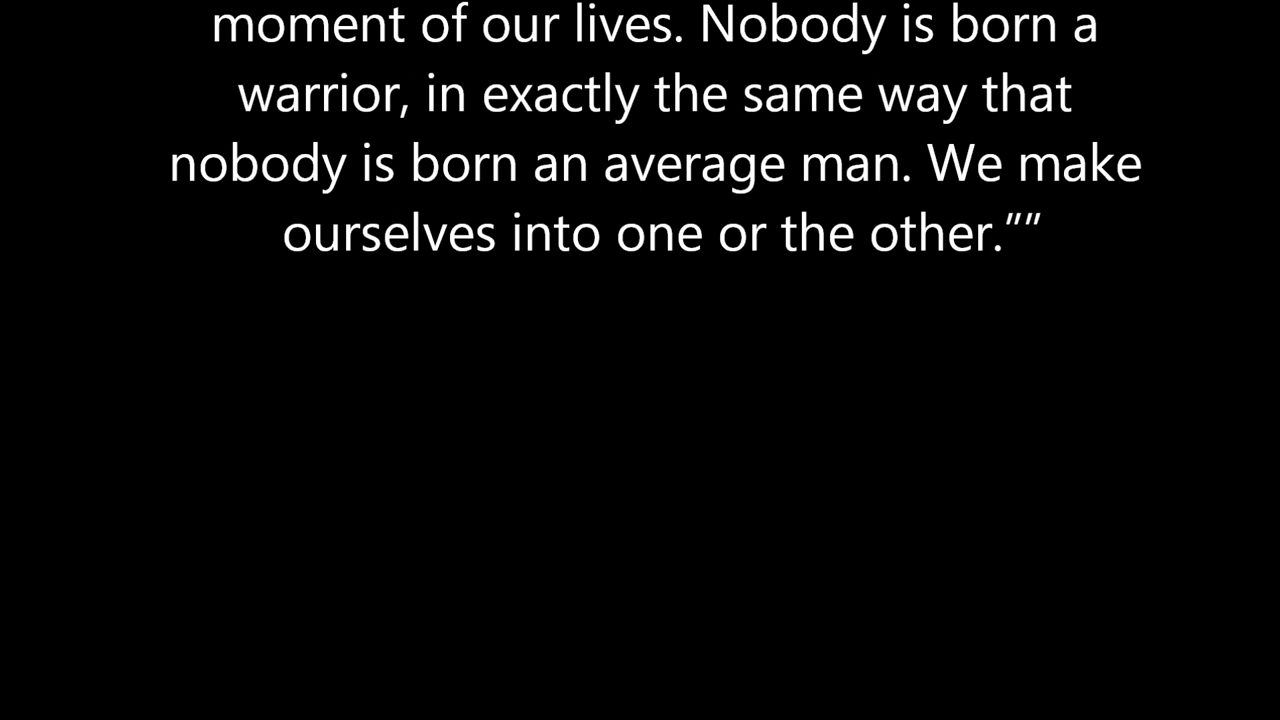 moment of our lives. Nobody is born a
warrior, in exactly the same way that
nobody is born an average man. We make
ourselves into one or the other.””